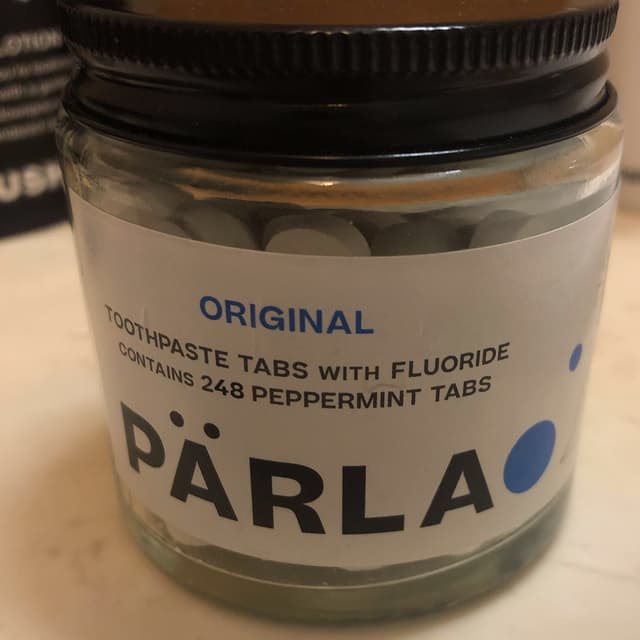 ORIGINAL
TOOTHPASTE TABS WITH FLUORIDE
CONTAINS 248 PEPPERMINT TABS
PÄRLA